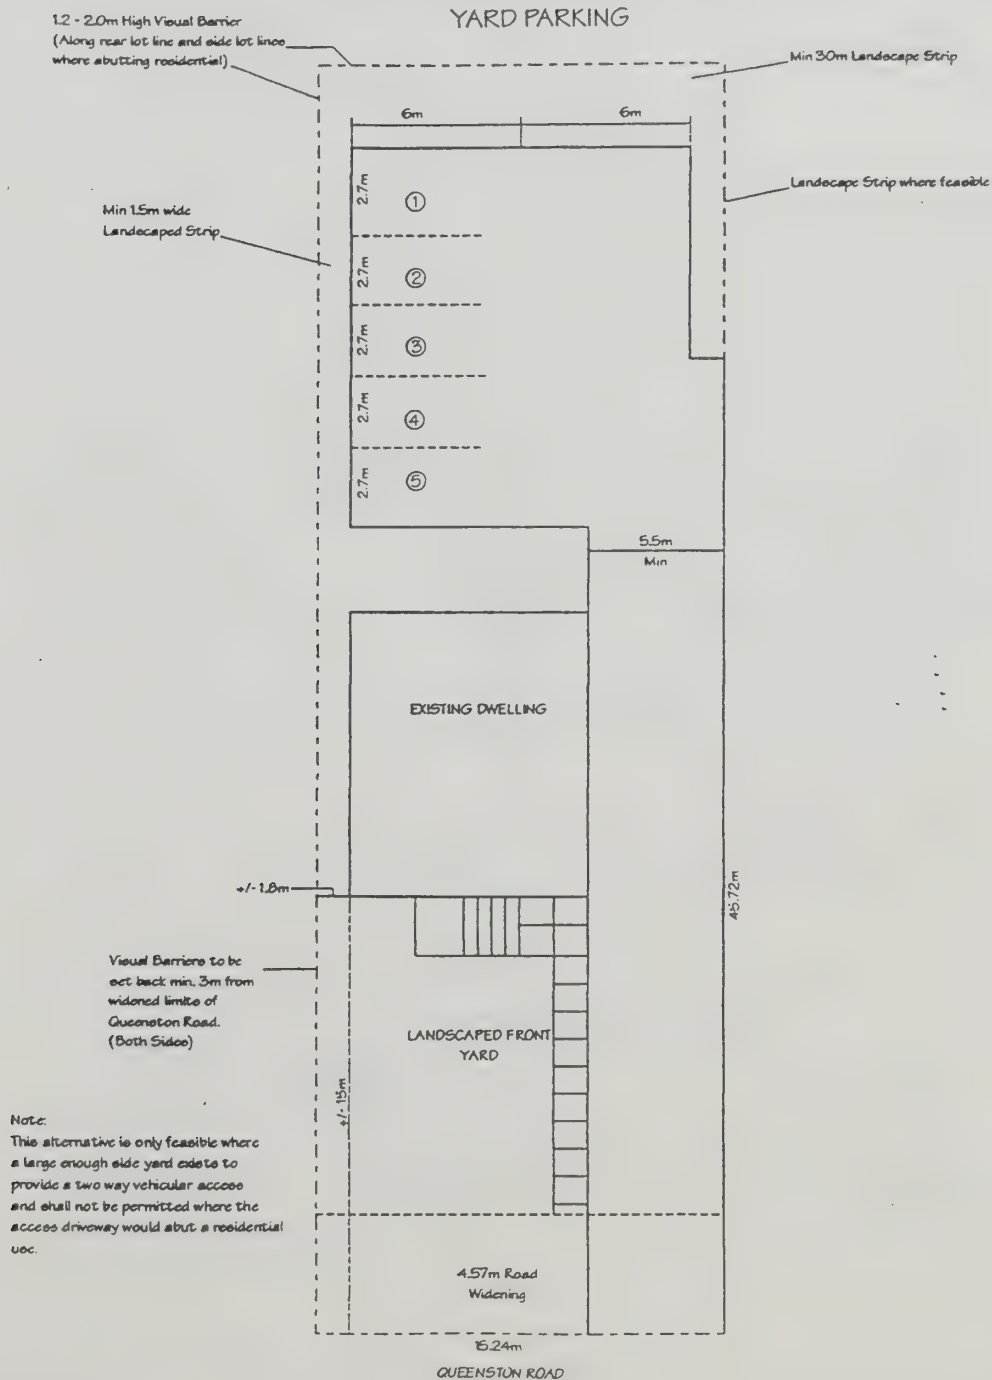 YARD PARKING
1.2 - 2.0m High Visual Barrier
(Along rear lot line and side lot lines
where abutting residential)
Min 3.0m Landscape Strip
6m
6m
Landscape Strip where feasible
Min 1.5m wide
Landscaped Strip
2.7m
1
2.7m
2
2.7m
3
2.7m
4
2.7m
5
5.5m
Min
EXISTING DWELLING
+/- 1.8m
45.72m
Visual Barriers to be
set back min. 3m from
widened limits of
Queenston Road.
(Both Sides)
LANDSCAPED FRONT
YARD
+/- 15m
Note:
This alternative is only feasible where
a large enough side yard exists to
provide a two way vehicular access
and shall not be permitted where the
access driveway would abut a residential
use.
4.57m Road
Widening
15.24m
QUEENSTON ROAD